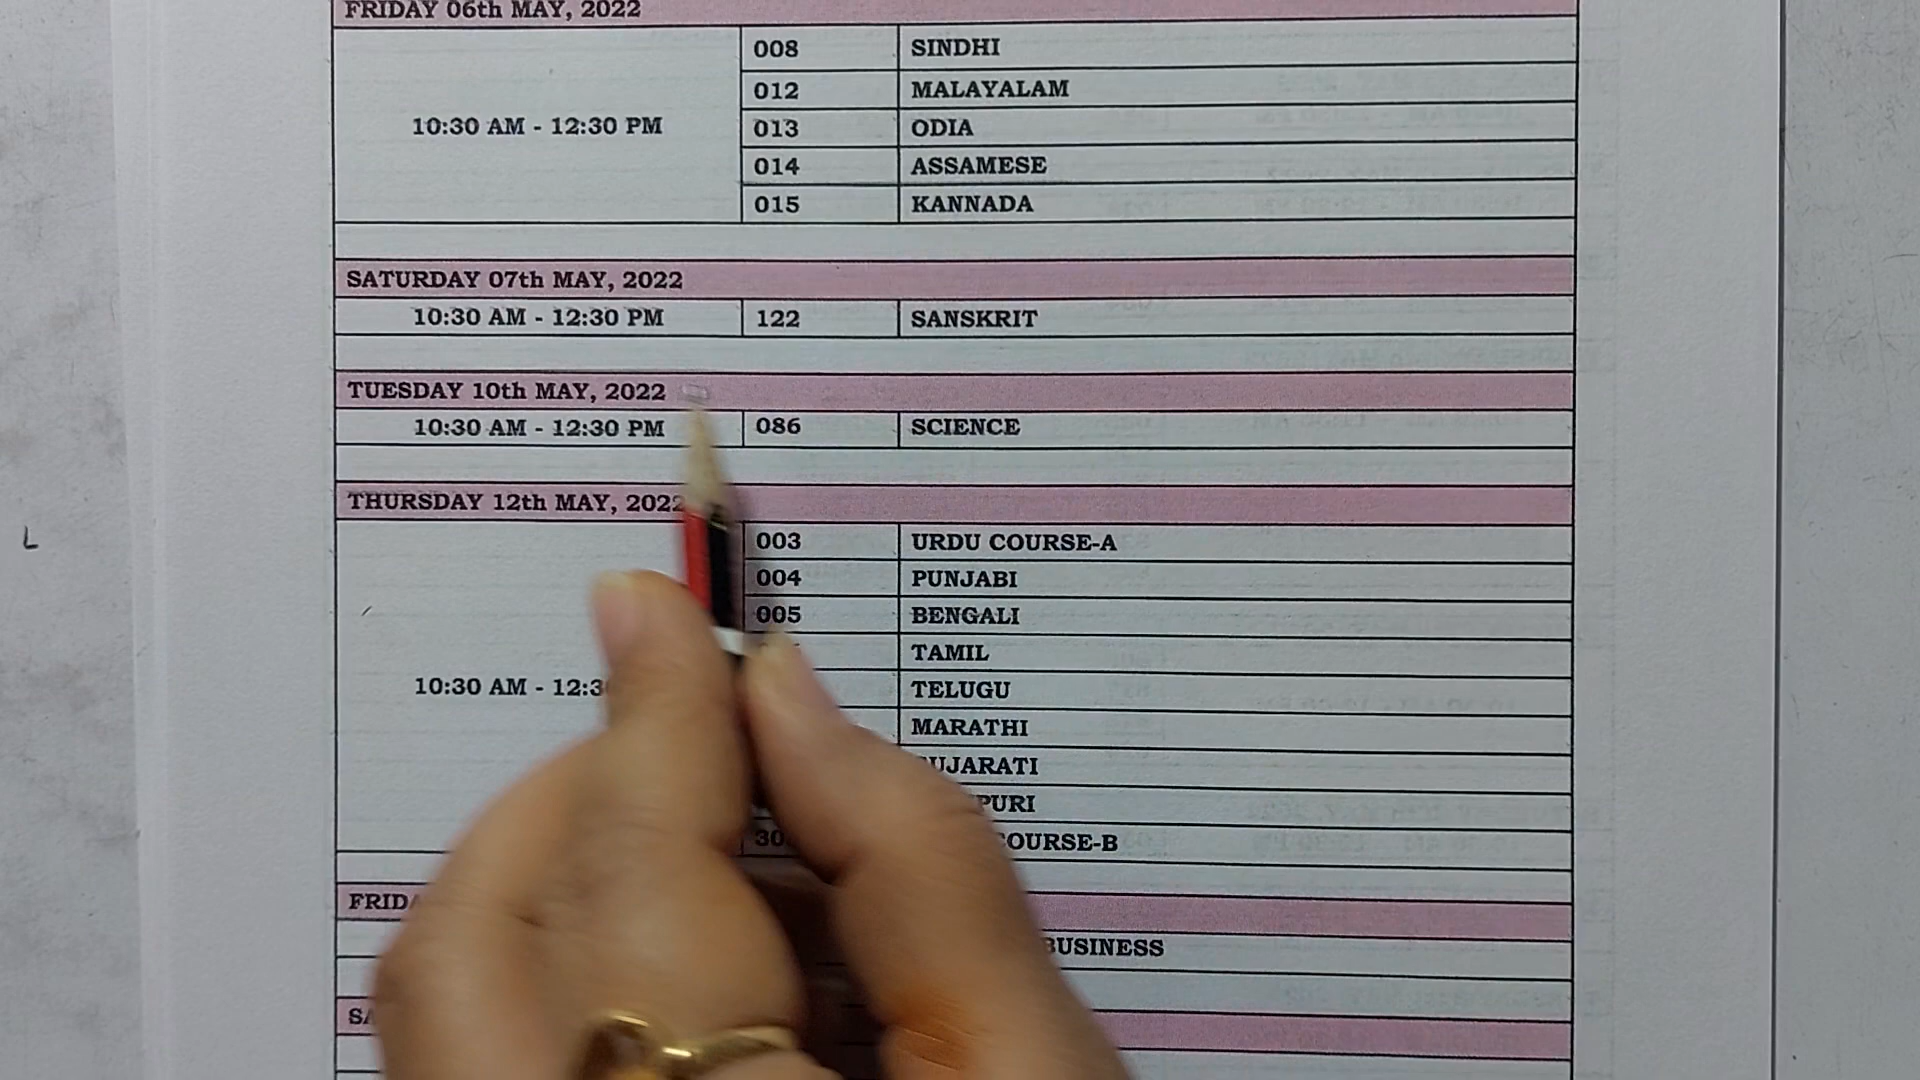 FRIDAY 06th MAY, 2022
008 SINDHI
012 MALAYALAM
10:30 AM - 12:30 PM 013 ODIA
014 ASSAMESE
015 KANNADA
SATURDAY 07th MAY, 2022
10:30 AM - 12:30 PM 122 SANSKRIT
TUESDAY 10th MAY, 2022
10:30 AM - 12:30 PM 086 SCIENCE
THURSDAY 12th MAY, 2022
003 URDU COURSE-A
004 PUNJABI
005 BENGALI
TAMIL
10:30 AM - 12:3 TELUGU
MARATHI
UJARATI
PURI
30 COURSE-B
FRID
BUSINESS
SA
L